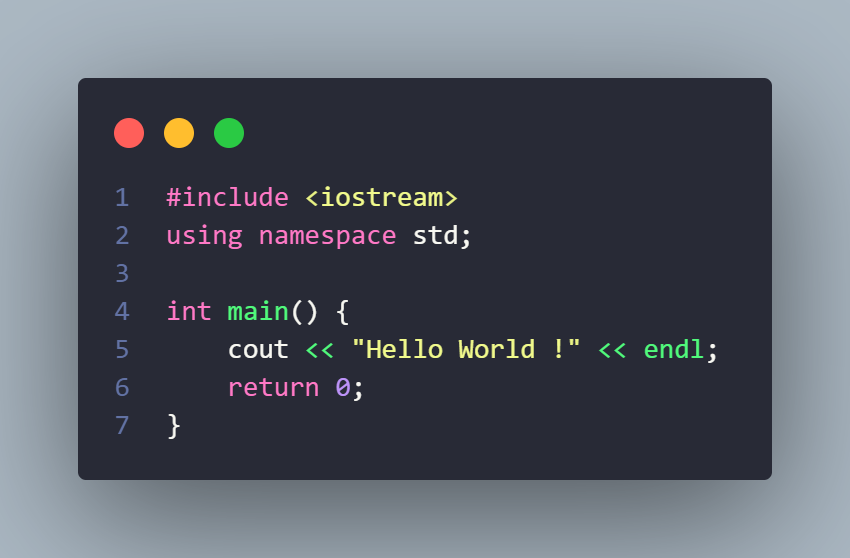 1 #include <iostream>
2 using namespace std;
3
4 int main() {
5     cout << "Hello World !" << endl;
6     return 0;
7 }